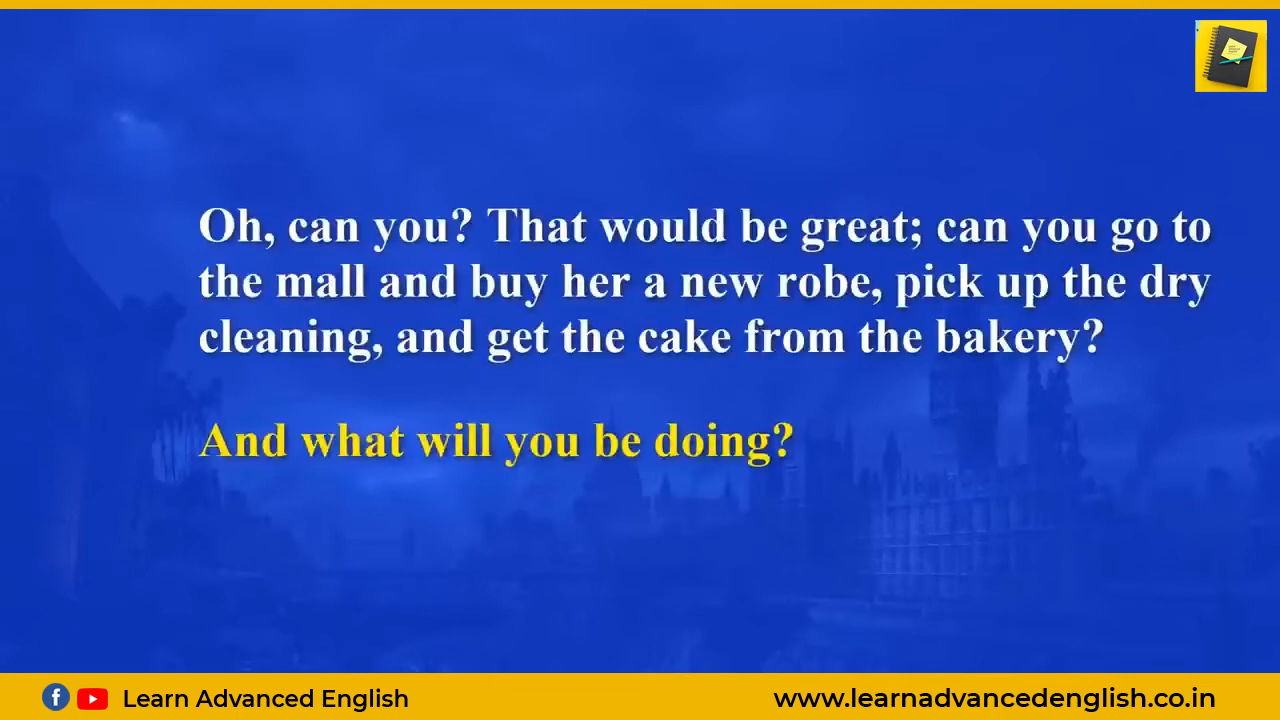 Oh, can you? That would be great; can you go to
the mall and buy her a new robe, pick up the dry
cleaning, and get the cake from the bakery?
And what will you be doing?
Learn Advanced English
www.learnadvancedenglish.co.in